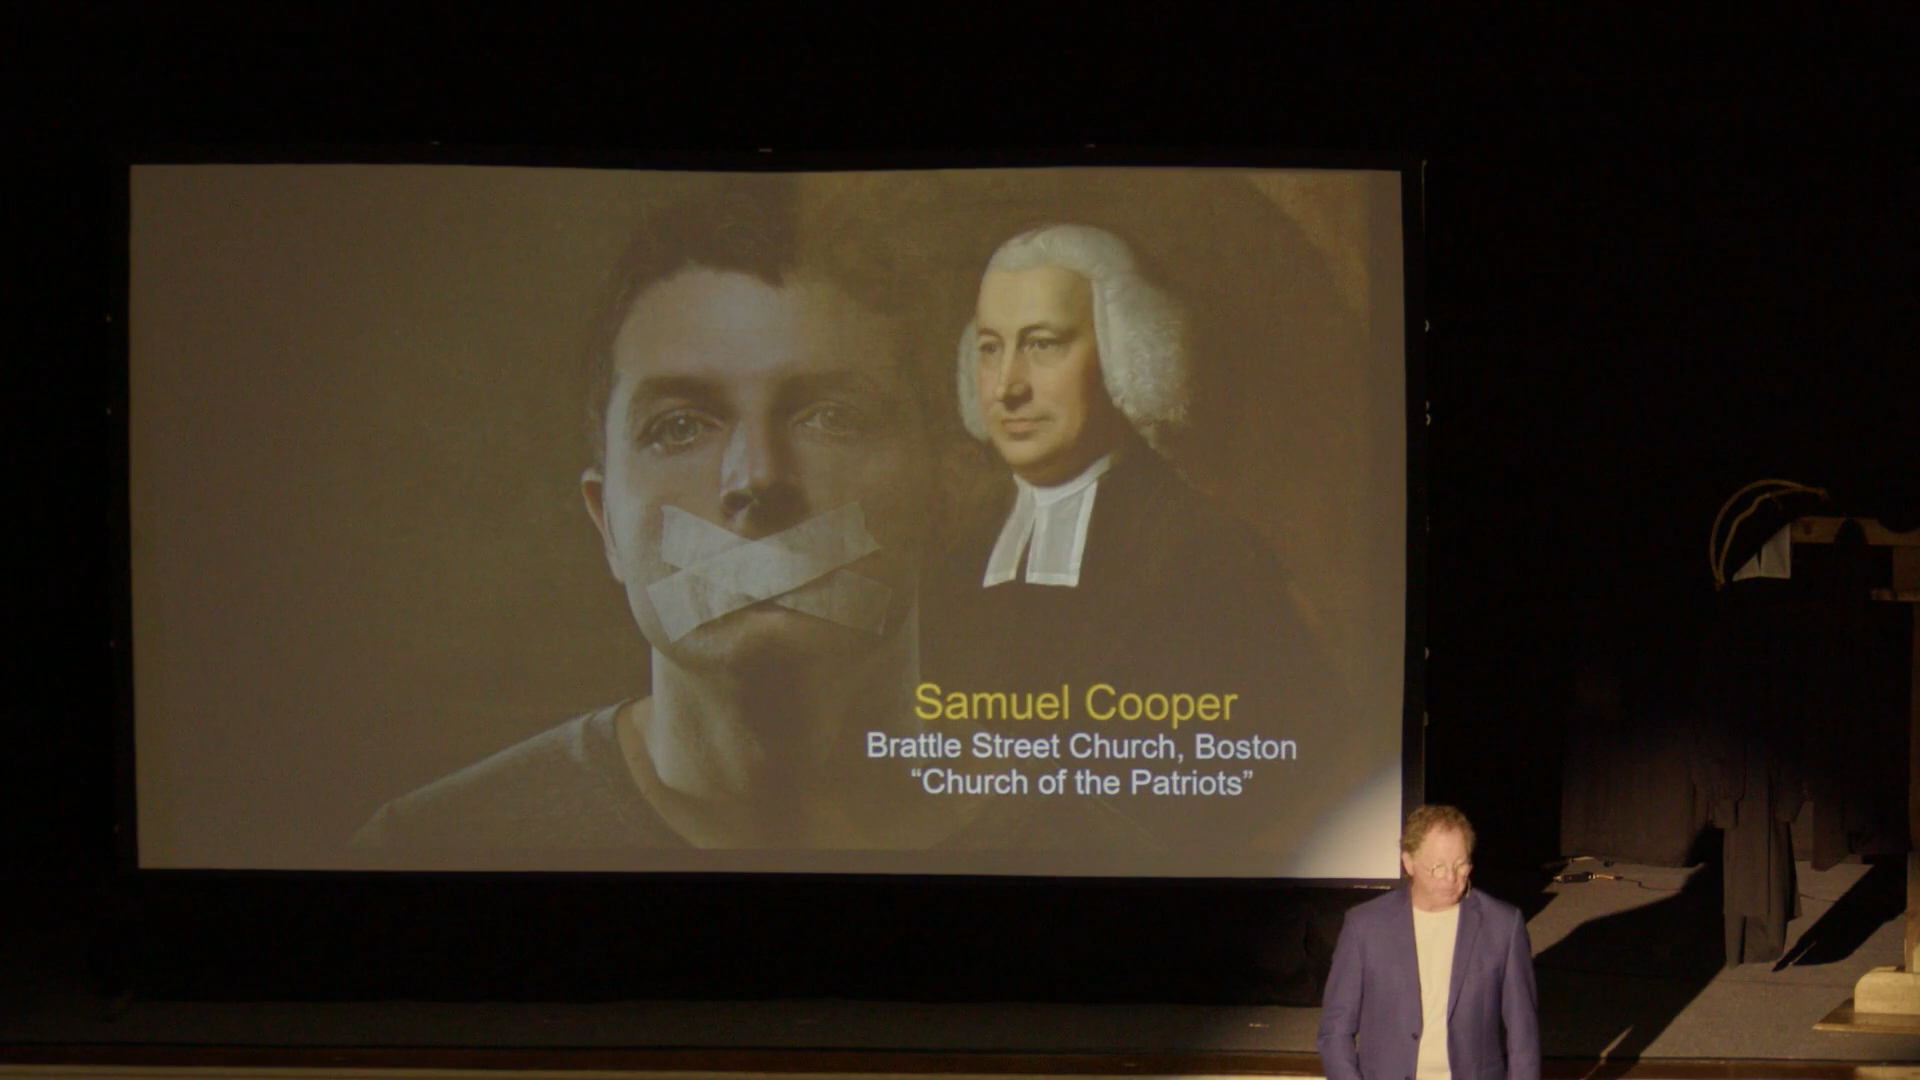 Samuel Cooper
Brattle Street Church, Boston
“Church of the Patriots”